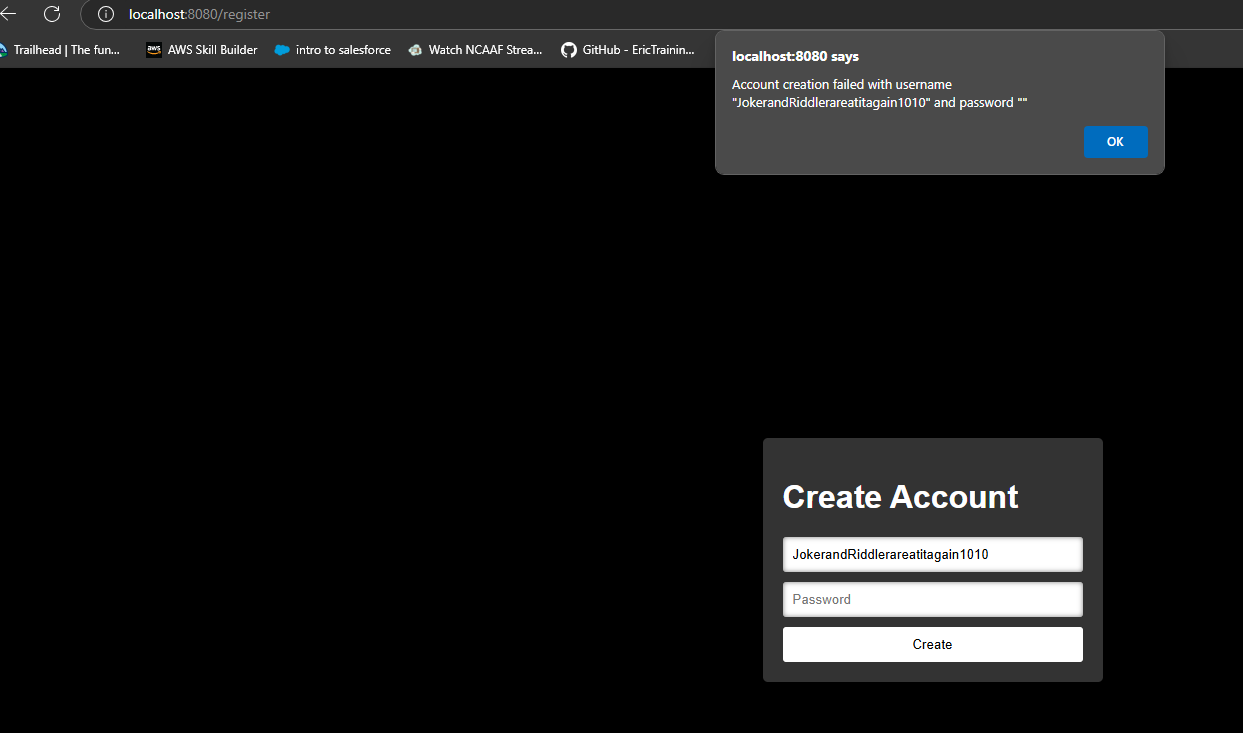 localhost:8080/register
Trailhead | The fun... aws AWS Skill Builder intro to salesforce Watch NCAAF Strea... GitHub - EricTrainin...
localhost:8080 says
Account creation failed with username
"JokerandRiddlerareatitagain1010" and password ""
OK
Create Account
JokerandRiddlerareatitagain1010
Password
Create